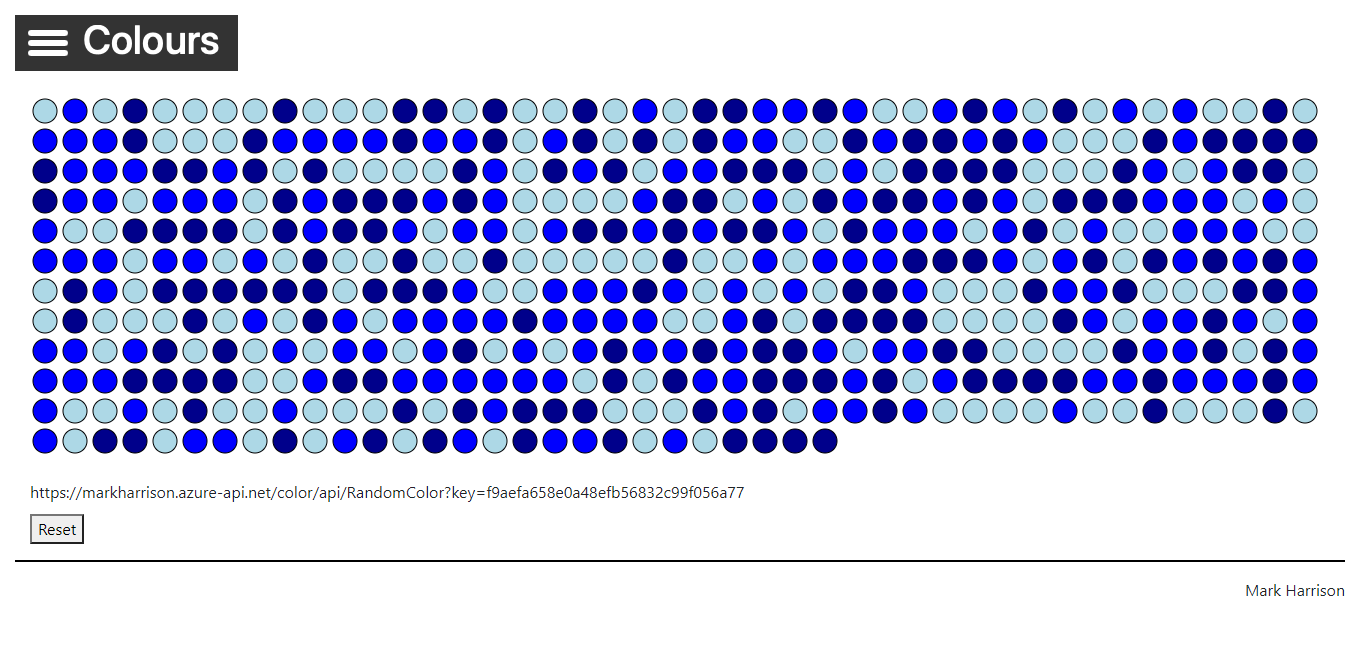 Colours
https://markharrison.azure-api.net/color/api/RandomColor?key=f9aefa658e0a48efb56832c99f056a77
Reset
Mark Harrison